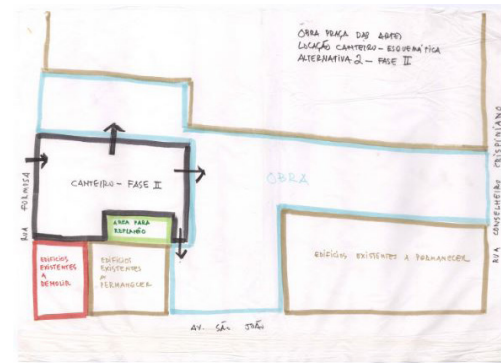 OBRA PRAÇA DAS ARTES
LOCAÇÃO CANTEIRO - ESQUEMÁTICA
ALTERNATIVA 2 - FASE II
RUA FORMOSA
CANTEIRO - FASE II
OBRA
RUA CONSELHEIRO CRISPINIANO
ÁREA PARA
EDIFÍCIOS
EXISTENTES
A
DEMOLIR
EDIFÍCIOS
EXISTENTES
A
PERMANECER
EDIFÍCIOS EXISTENTES A PERMANECER
AV. SÃO JOÃO